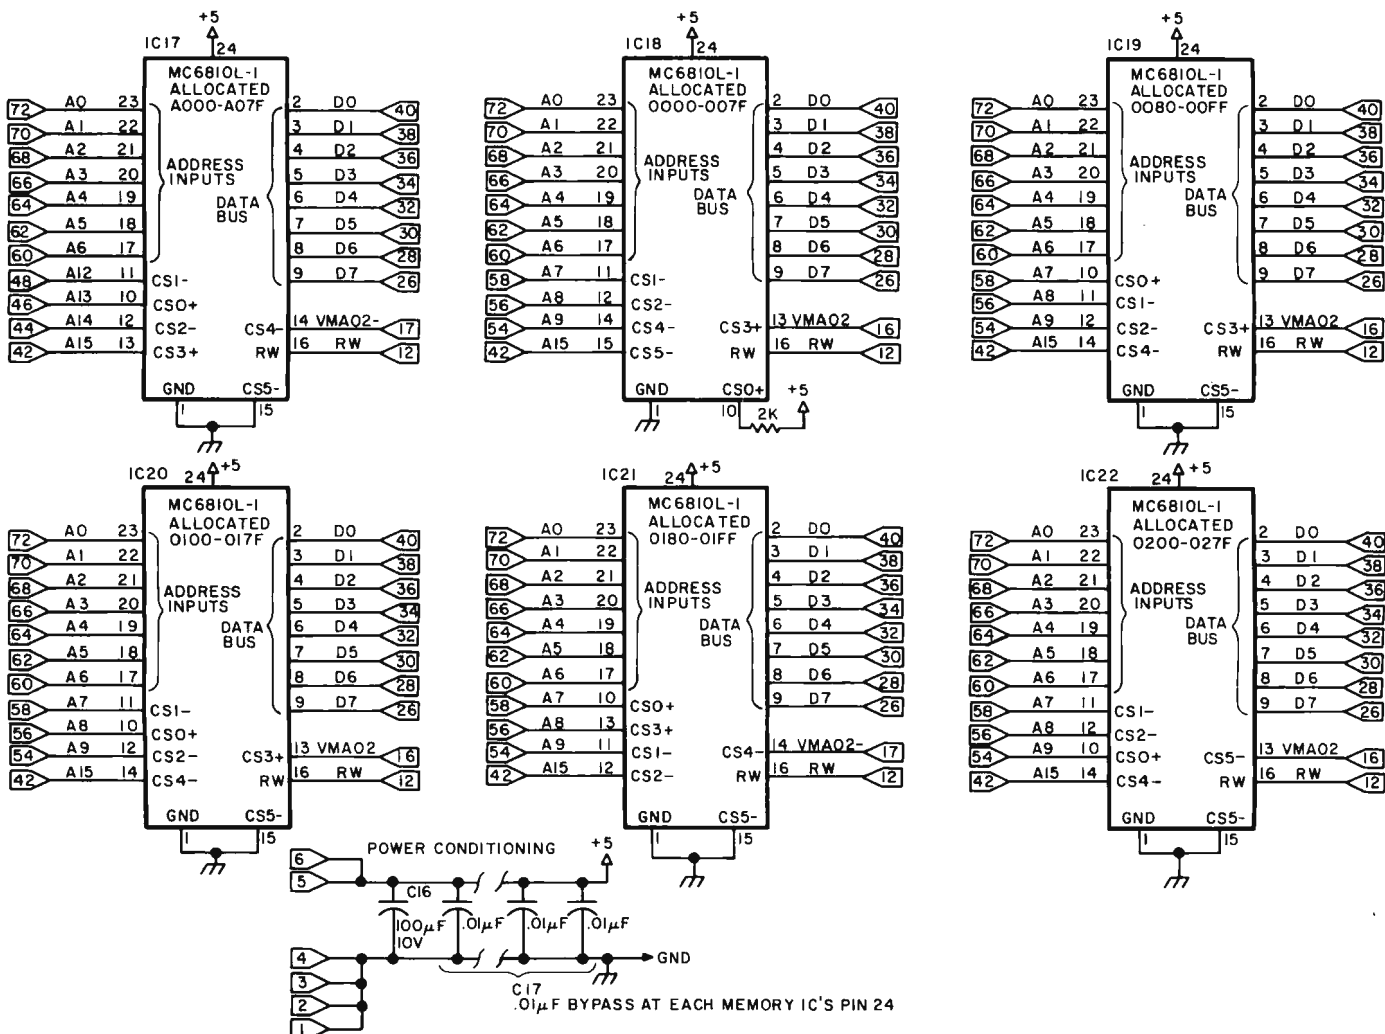 +5
IC17
24
MC6810L-1
ALLOCATED
A000-A07F
72 A0 23 2 D0 40
70 A1 22 3 D1 38
68 A2 21 4 D2 36
ADDRESS
INPUTS
66 A3 20 5 D3 34
64 A4 19 6 D4 32
DATA
BUS
62 A5 18 7 D5 30
60 A6 17 8 D6 28
48 A12 11 CS1- 9 D7 26
46 A13 10 CS0+
44 A14 12 CS2- CS4- 14 VMA02- 17
42 A15 13 CS3+ RW 16 RW 12
GND CS5-
1 15
+5
IC18
24
MC6810L-1
ALLOCATED
0000-007F
72 A0 23 2 D0 40
70 A1 22 3 D1 38
68 A2 21 4 D2 36
ADDRESS
INPUTS
66 A3 20 5 D3 34
64 A4 19 6 D4 32
DATA
BUS
62 A5 18 7 D5 30
60 A6 17 8 D6 28
58 A7 11 CS1- 9 D7 26
56 A8 12 CS2-
54 A9 14 CS4- CS3+ 13 VMA02 16
42 A15 15 CS5- RW 16 RW 12
GND CS0+
1 10 2K +5
+5
IC19
24
MC6810L-1
ALLOCATED
0080-00FF
72 A0 23 2 D0 40
70 A1 22 3 D1 38
68 A2 21 4 D2 36
ADDRESS
INPUTS
66 A3 20 5 D3 34
64 A4 19 6 D4 32
DATA
BUS
62 A5 18 7 D5 30
60 A6 17 8 D6 28
58 A7 10 CS0+ 9 D7 26
56 A8 11 CS1-
54 A9 12 CS2- CS3+ 13 VMA02 16
42 A15 14 CS4- RW 16 RW 12
GND CS5-
1 15
IC20
24 +5
MC6810L-1
ALLOCATED
0100-017F
72 A0 23 2 D0 40
70 A1 22 3 D1 38
68 A2 21 4 D2 36
ADDRESS
INPUTS
66 A3 20 5 D3 34
64 A4 19 6 D4 32
DATA
BUS
62 A5 18 7 D5 30
60 A6 17 8 D6 28
58 A7 11 CS1- 9 D7 26
56 A8 10 CS0+
54 A9 12 CS2- CS3+ 13 VMA02 16
42 A15 14 CS4- RW 16 RW 12
GND CS5-
1 15
IC21
24 +5
MC6810L-1
ALLOCATED
0180-01FF
72 A0 23 2 D0 40
70 A1 22 3 D1 38
68 A2 21 4 D2 36
ADDRESS
INPUTS
66 A3 20 5 D3 34
64 A4 19 6 D4 32
DATA
BUS
62 A5 18 7 D5 30
60 A6 17 8 D6 28
58 A7 10 CS0+ 9 D7 26
56 A8 13 CS3+
54 A9 11 CS1- CS4- 14 VMA02- 17
42 A15 12 CS2- RW 16 RW 12
GND CS5-
1 15
IC22
24 +5
MC6810L-1
ALLOCATED
0200-027F
72 A0 23 2 D0 40
70 A1 22 3 D1 38
68 A2 21 4 D2 36
ADDRESS
INPUTS
66 A3 20 5 D3 34
64 A4 19 6 D4 32
DATA
BUS
62 A5 18 7 D5 30
60 A6 17 8 D6 28
58 A7 11 CS1- 9 D7 26
56 A8 12 CS2-
54 A9 10 CS0+ CS5- 13 VMA02 16
42 A15 14 CS4- RW 16 RW 12
GND CS5-
1 15
POWER CONDITIONING
+5
6
5
C16
100µF .01µF .01µF .01µF
10V
4 GND
3
C17
2
.01µF BYPASS AT EACH MEMORY IC'S PIN 24
1